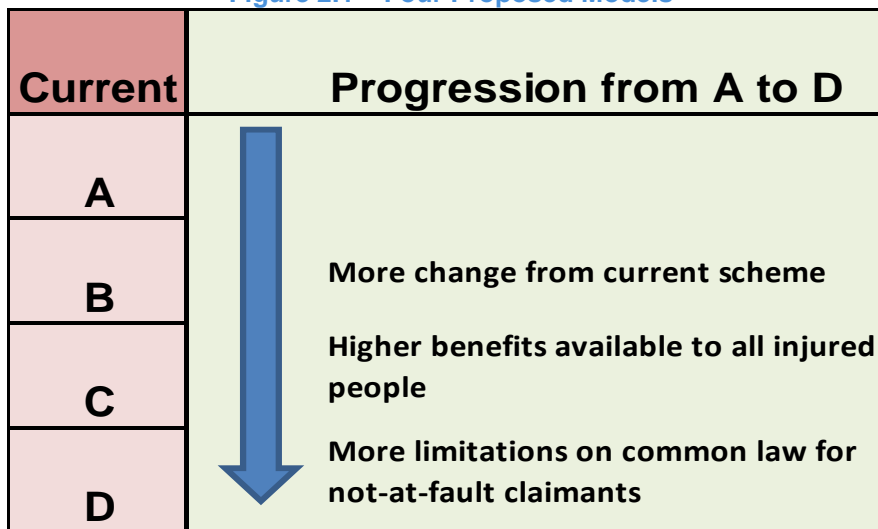 Current Progression from A to D
A
B
C
D
More change from current scheme
Higher benefits available to all injured
people
More limitations on common law for
not-at-fault claimants